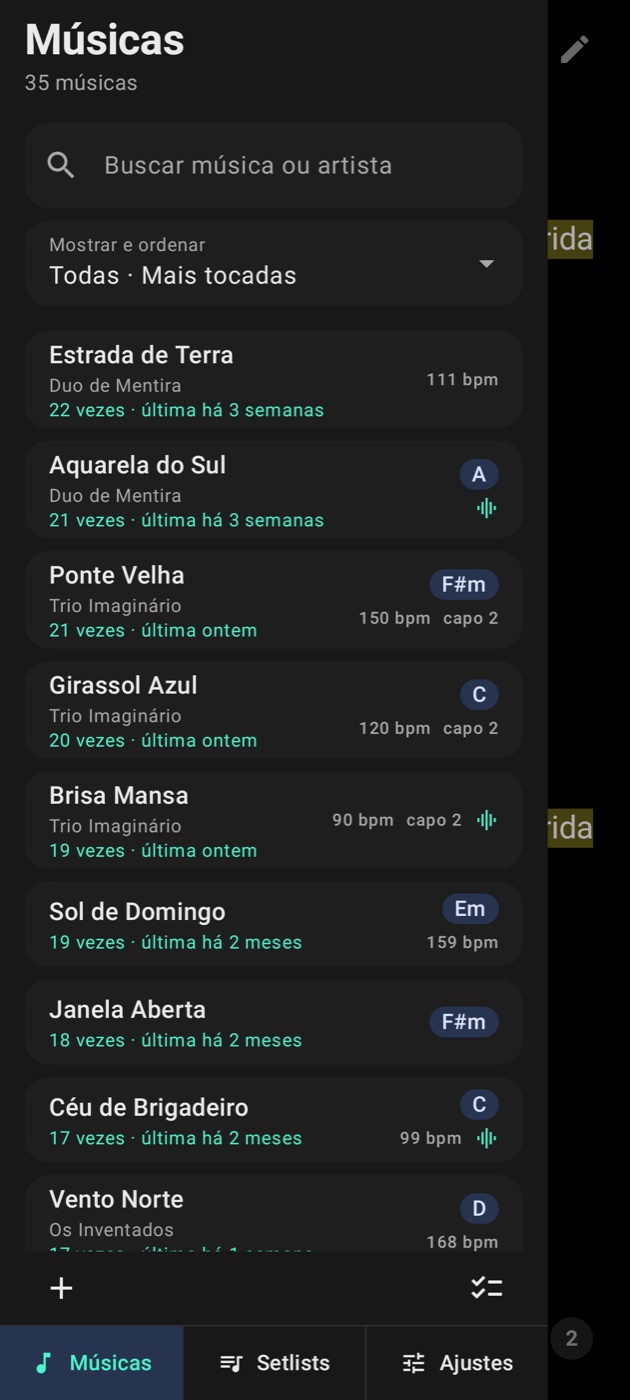 Músicas
35 músicas
Buscar música ou artista
Mostrar e ordenar
Todas · Mais tocadas
rida
Estrada de Terra
Duo de Mentira
22 vezes · última há 3 semanas
111 bpm
Aquarela do Sul
Duo de Mentira
21 vezes · última há 3 semanas
A
Ponte Velha
Trio Imaginário
21 vezes · última ontem
F#m
150 bpm capo 2
Girassol Azul
Trio Imaginário
20 vezes · última ontem
C
120 bpm capo 2
Brisa Mansa
Trio Imaginário
19 vezes · última ontem
90 bpm capo 2
rida
Sol de Domingo
19 vezes · última há 2 meses
Em
159 bpm
Janela Aberta
18 vezes · última há 2 meses
F#m
Céu de Brigadeiro
17 vezes · última há 2 meses
C
99 bpm
Vento Norte
Os Inventados
D
168 bpm
Músicas
Setlists
Ajustes
2